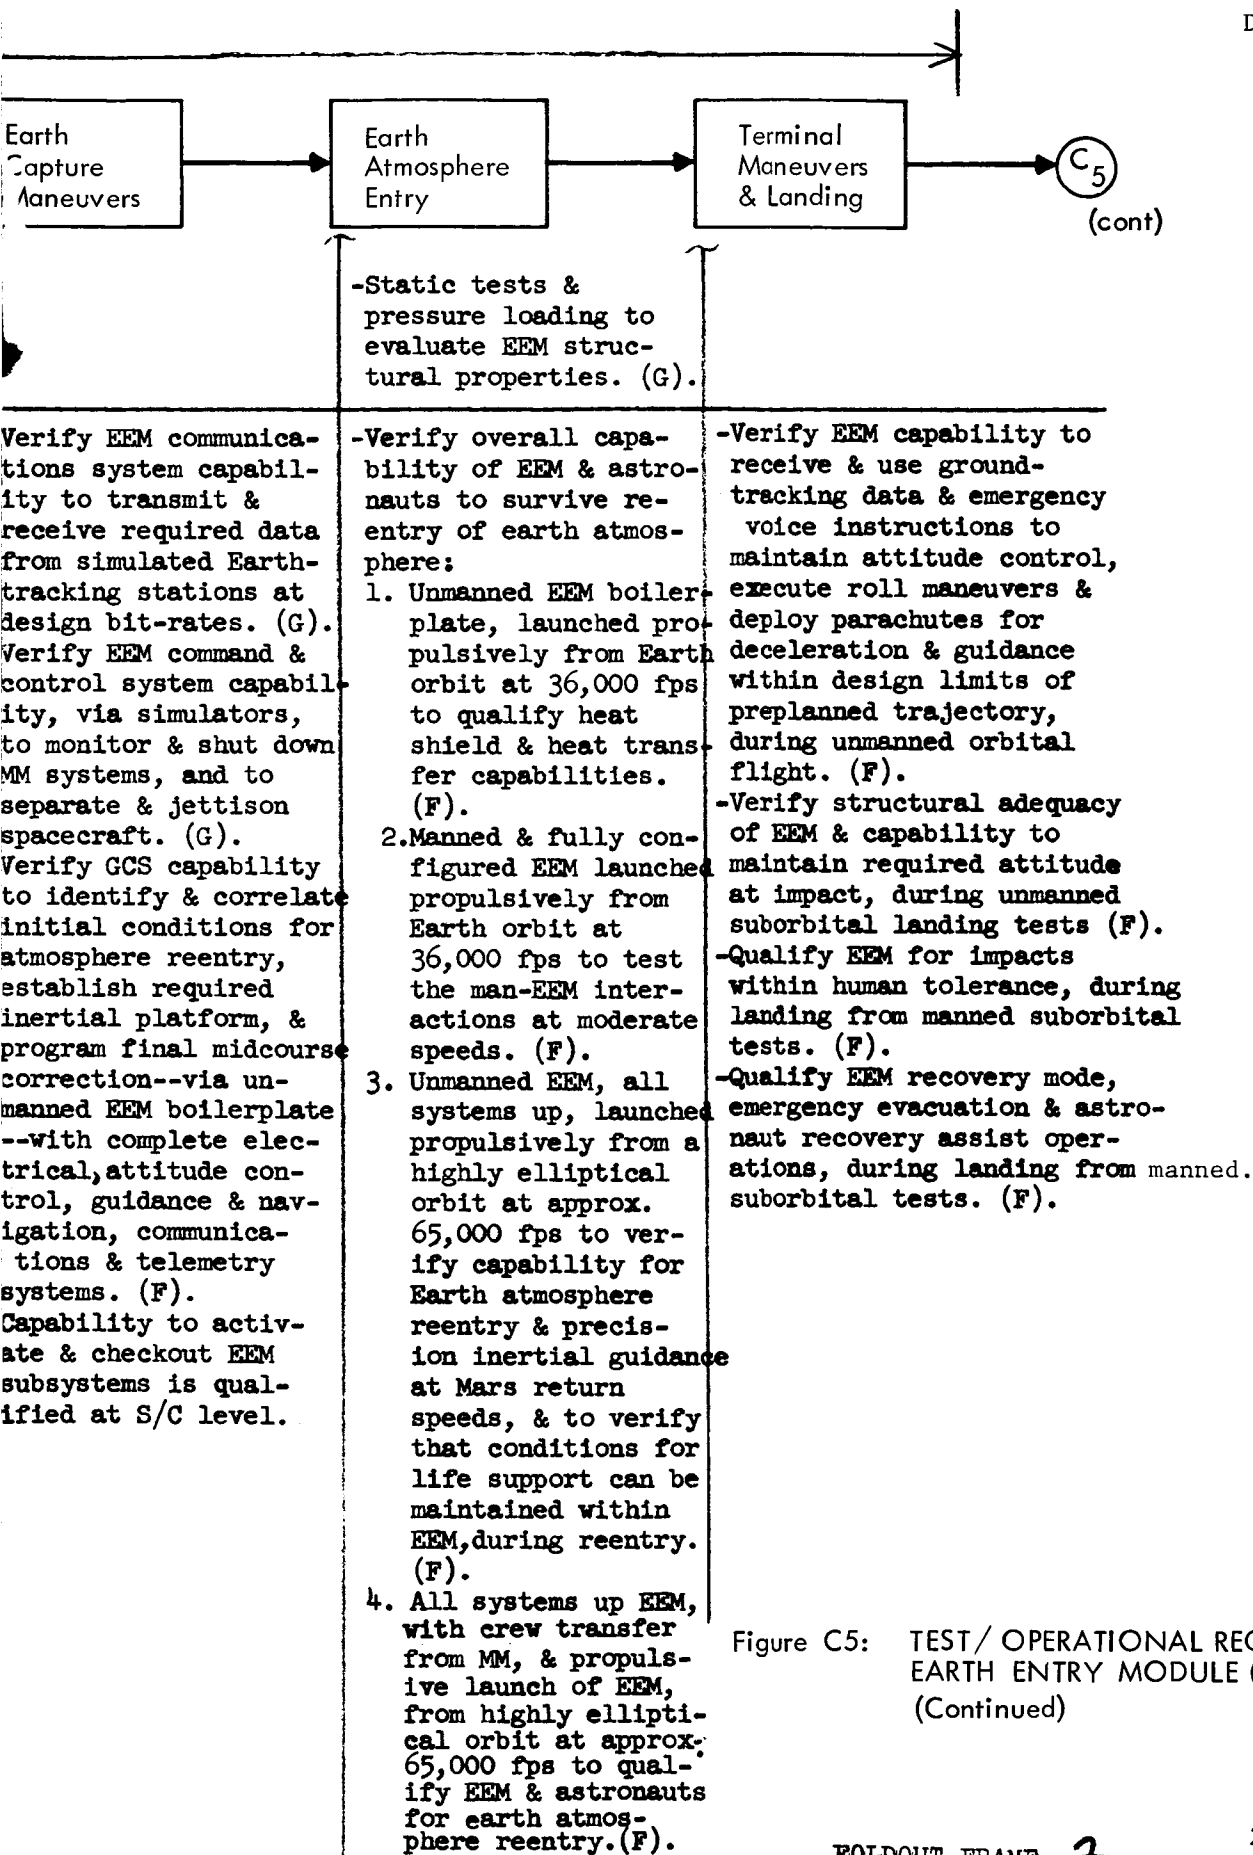 D
Earth
Capture
Maneuvers
Earth
Atmosphere
Entry
Terminal
Maneuvers
& Landing
C5
(cont)
-Static tests &
pressure loading to
evaluate EEM struc-
tural properties. (G).
Verify EEM communica-
tions system capabil-
ity to transmit &
receive required data
from simulated Earth-
tracking stations at
design bit-rates. (G).
Verify EEM command &
control system capabil-
ity, via simulators,
to monitor & shut down
MM systems, and to
separate & jettison
spacecraft. (G).
Verify GCS capability
to identify & correlate
initial conditions for
atmosphere reentry,
establish required
inertial platform, &
program final midcourse
correction--via un-
manned EEM boilerplate
--with complete elec-
trical, attitude con-
trol, guidance & nav-
igation, communica-
tions & telemetry
systems. (F).
Capability to activ-
ate & checkout EEM
subsystems is qual-
ified at S/C level.
-Verify overall capa-
bility of EEM & astro-
nauts to survive re-
entry of earth atmos-
phere:
1. Unmanned EEM boiler-
plate, launched pro-
pulsively from Earth
orbit at 36,000 fps
to qualify heat
shield & heat trans-
fer capabilities.
(F).
2.Manned & fully con-
figured EEM launched
propulsively from
Earth orbit at
36,000 fps to test
the man-EEM inter-
actions at moderate
speeds. (F).
3. Unmanned EEM, all
systems up, launched
propulsively from a
highly elliptical
orbit at approx.
65,000 fps to ver-
ify capability for
Earth atmosphere
reentry & precis-
ion inertial guidance
at Mars return
speeds, & to verify
that conditions for
life support can be
maintained within
EEM,during reentry.
(F).
4. All systems up EEM,
with crew transfer
from MM, & propuls-
ive launch of EEM,
from highly ellipti-
cal orbit at approx.
65,000 fps to qual-
ify EEM & astronauts
for earth atmos-
phere reentry.(F).
-Verify EEM capability to
receive & use ground-
tracking data & emergency
voice instructions to
maintain attitude control,
execute roll maneuvers &
deploy parachutes for
deceleration & guidance
within design limits of
preplanned trajectory,
during unmanned orbital
flight. (F).
-Verify structural adequacy
of EEM & capability to
maintain required attitude
at impact, during unmanned
suborbital landing tests (F).
-Qualify EEM for impacts
within human tolerance, during
landing from manned suborbital
tests. (F).
-Qualify EEM recovery mode,
emergency evacuation & astro-
naut recovery assist oper-
ations, during landing from manned.
suborbital tests. (F).
Figure C5: TEST/ OPERATIONAL REQ
EARTH ENTRY MODULE (
(Continued)
FOLDOUT FRAME 2